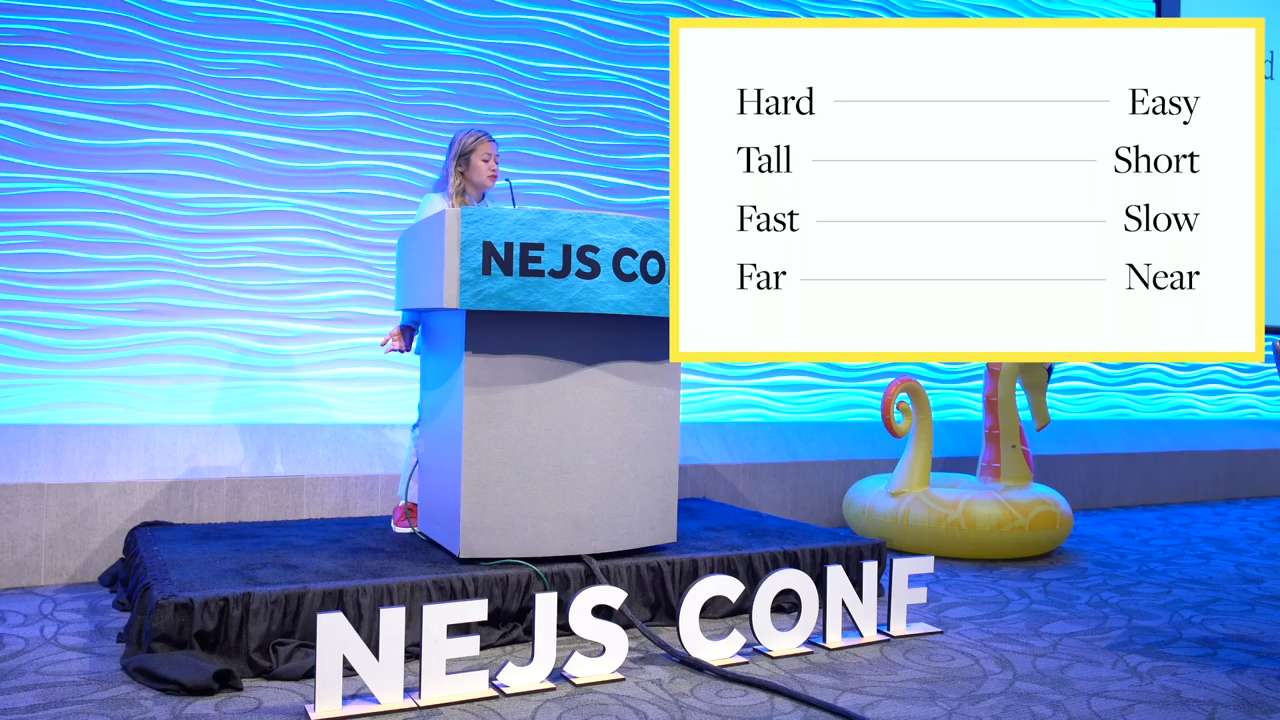 Hard Easy
Tall Short
Fast Slow
Far Near
NEJS CO
NEJS CONF